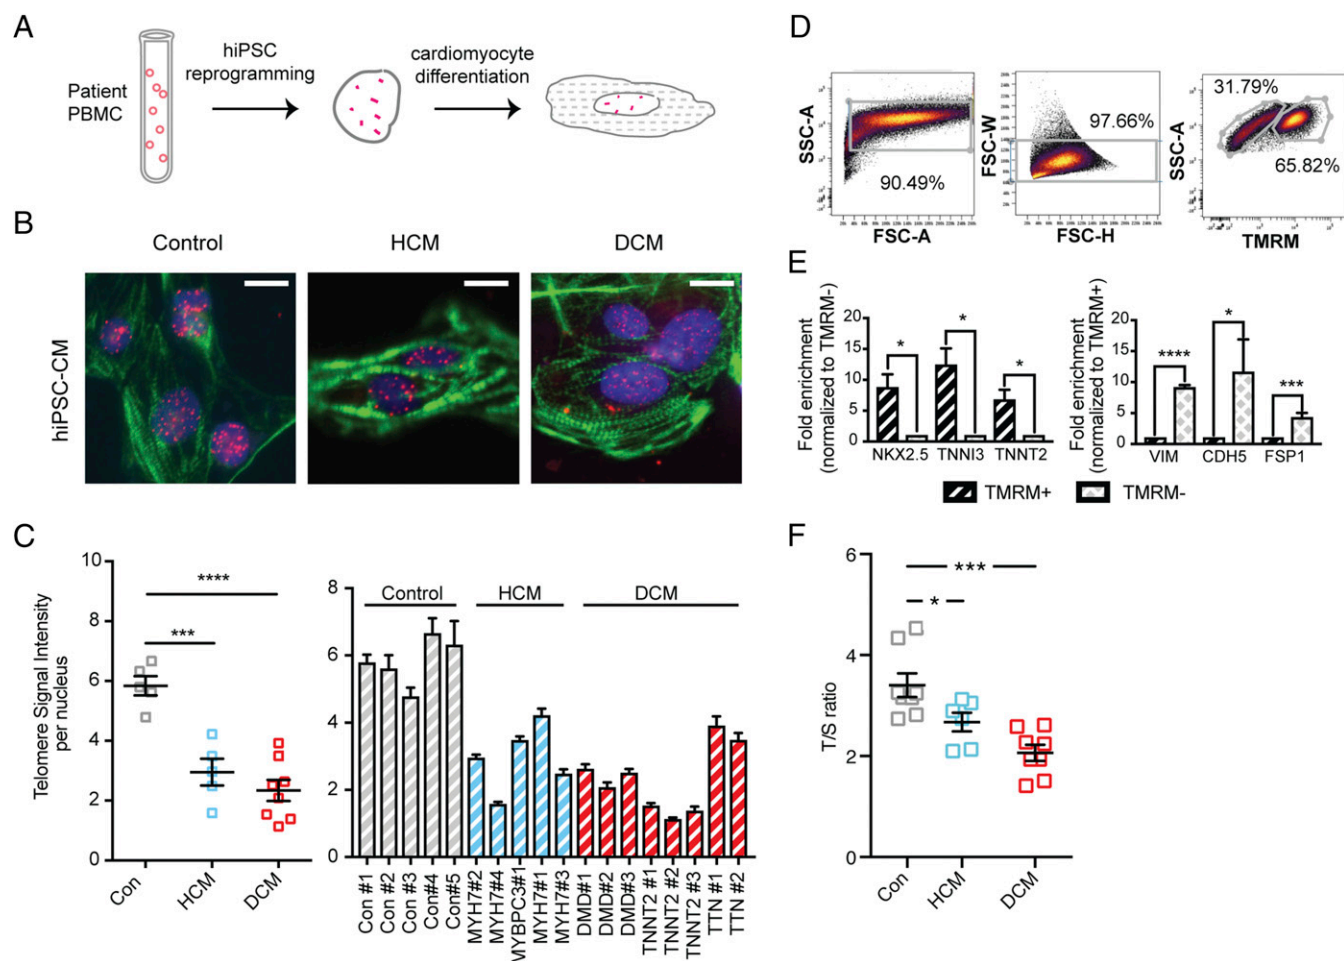 A
Patient
PBMC
hiPSC
reprogramming
cardiomyocyte
differentiation
B
Control
HCM
DCM
hiPSC-CM
C
Telomere Signal Intensity
per nucleus
10
8
6
4
2
0
****
***
Con
HCM
DCM
8
6
4
2
0
Control
HCM
DCM
Con #1
Con #2
Con #3
Con#4
Con#5
MYH7#2
MYH7#4
MYBPC3#1
MYH7#1
MYH7#3
DMD#1
DMD#2
DMD#3
TNNT2 #1
TNNT2 #2
TNNT2 #3
TTN #1
TTN #2
D
SSC-A
90.49%
FSC-A
FSC-W
97.66%
FSC-H
SSC-A
31.79%
65.82%
TMRM
E
Fold enrichment
(normalized to TMRM-)
20
15
10
5
0
*
*
*
NKX2.5
TNNI3
TNNT2
Fold enrichment
(normalized to TMRM+)
20
15
10
5
0
****
*
***
VIM
CDH5
FSP1
TMRM+
TMRM-
F
T/S ratio
6
4
2
0
***
*
Con
HCM
DCM